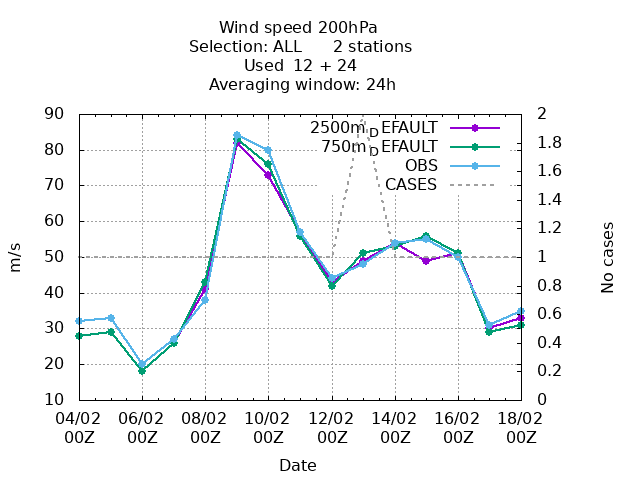 Wind speed 200hPa
Selection: ALL 2 stations
Used 12 + 24
Averaging window: 24h
90
80
70
60
50
40
30
20
10
2
1.8
1.6
1.4
1.2
1
0.8
0.6
0.4
0.2
0
2500m_DEFAULT
750m_DEFAULT
OBS
CASES
m/s
No cases
04/02 06/02 08/02 10/02 12/02 14/02 16/02 18/02
00Z 00Z 00Z 00Z 00Z 00Z 00Z 00Z
Date